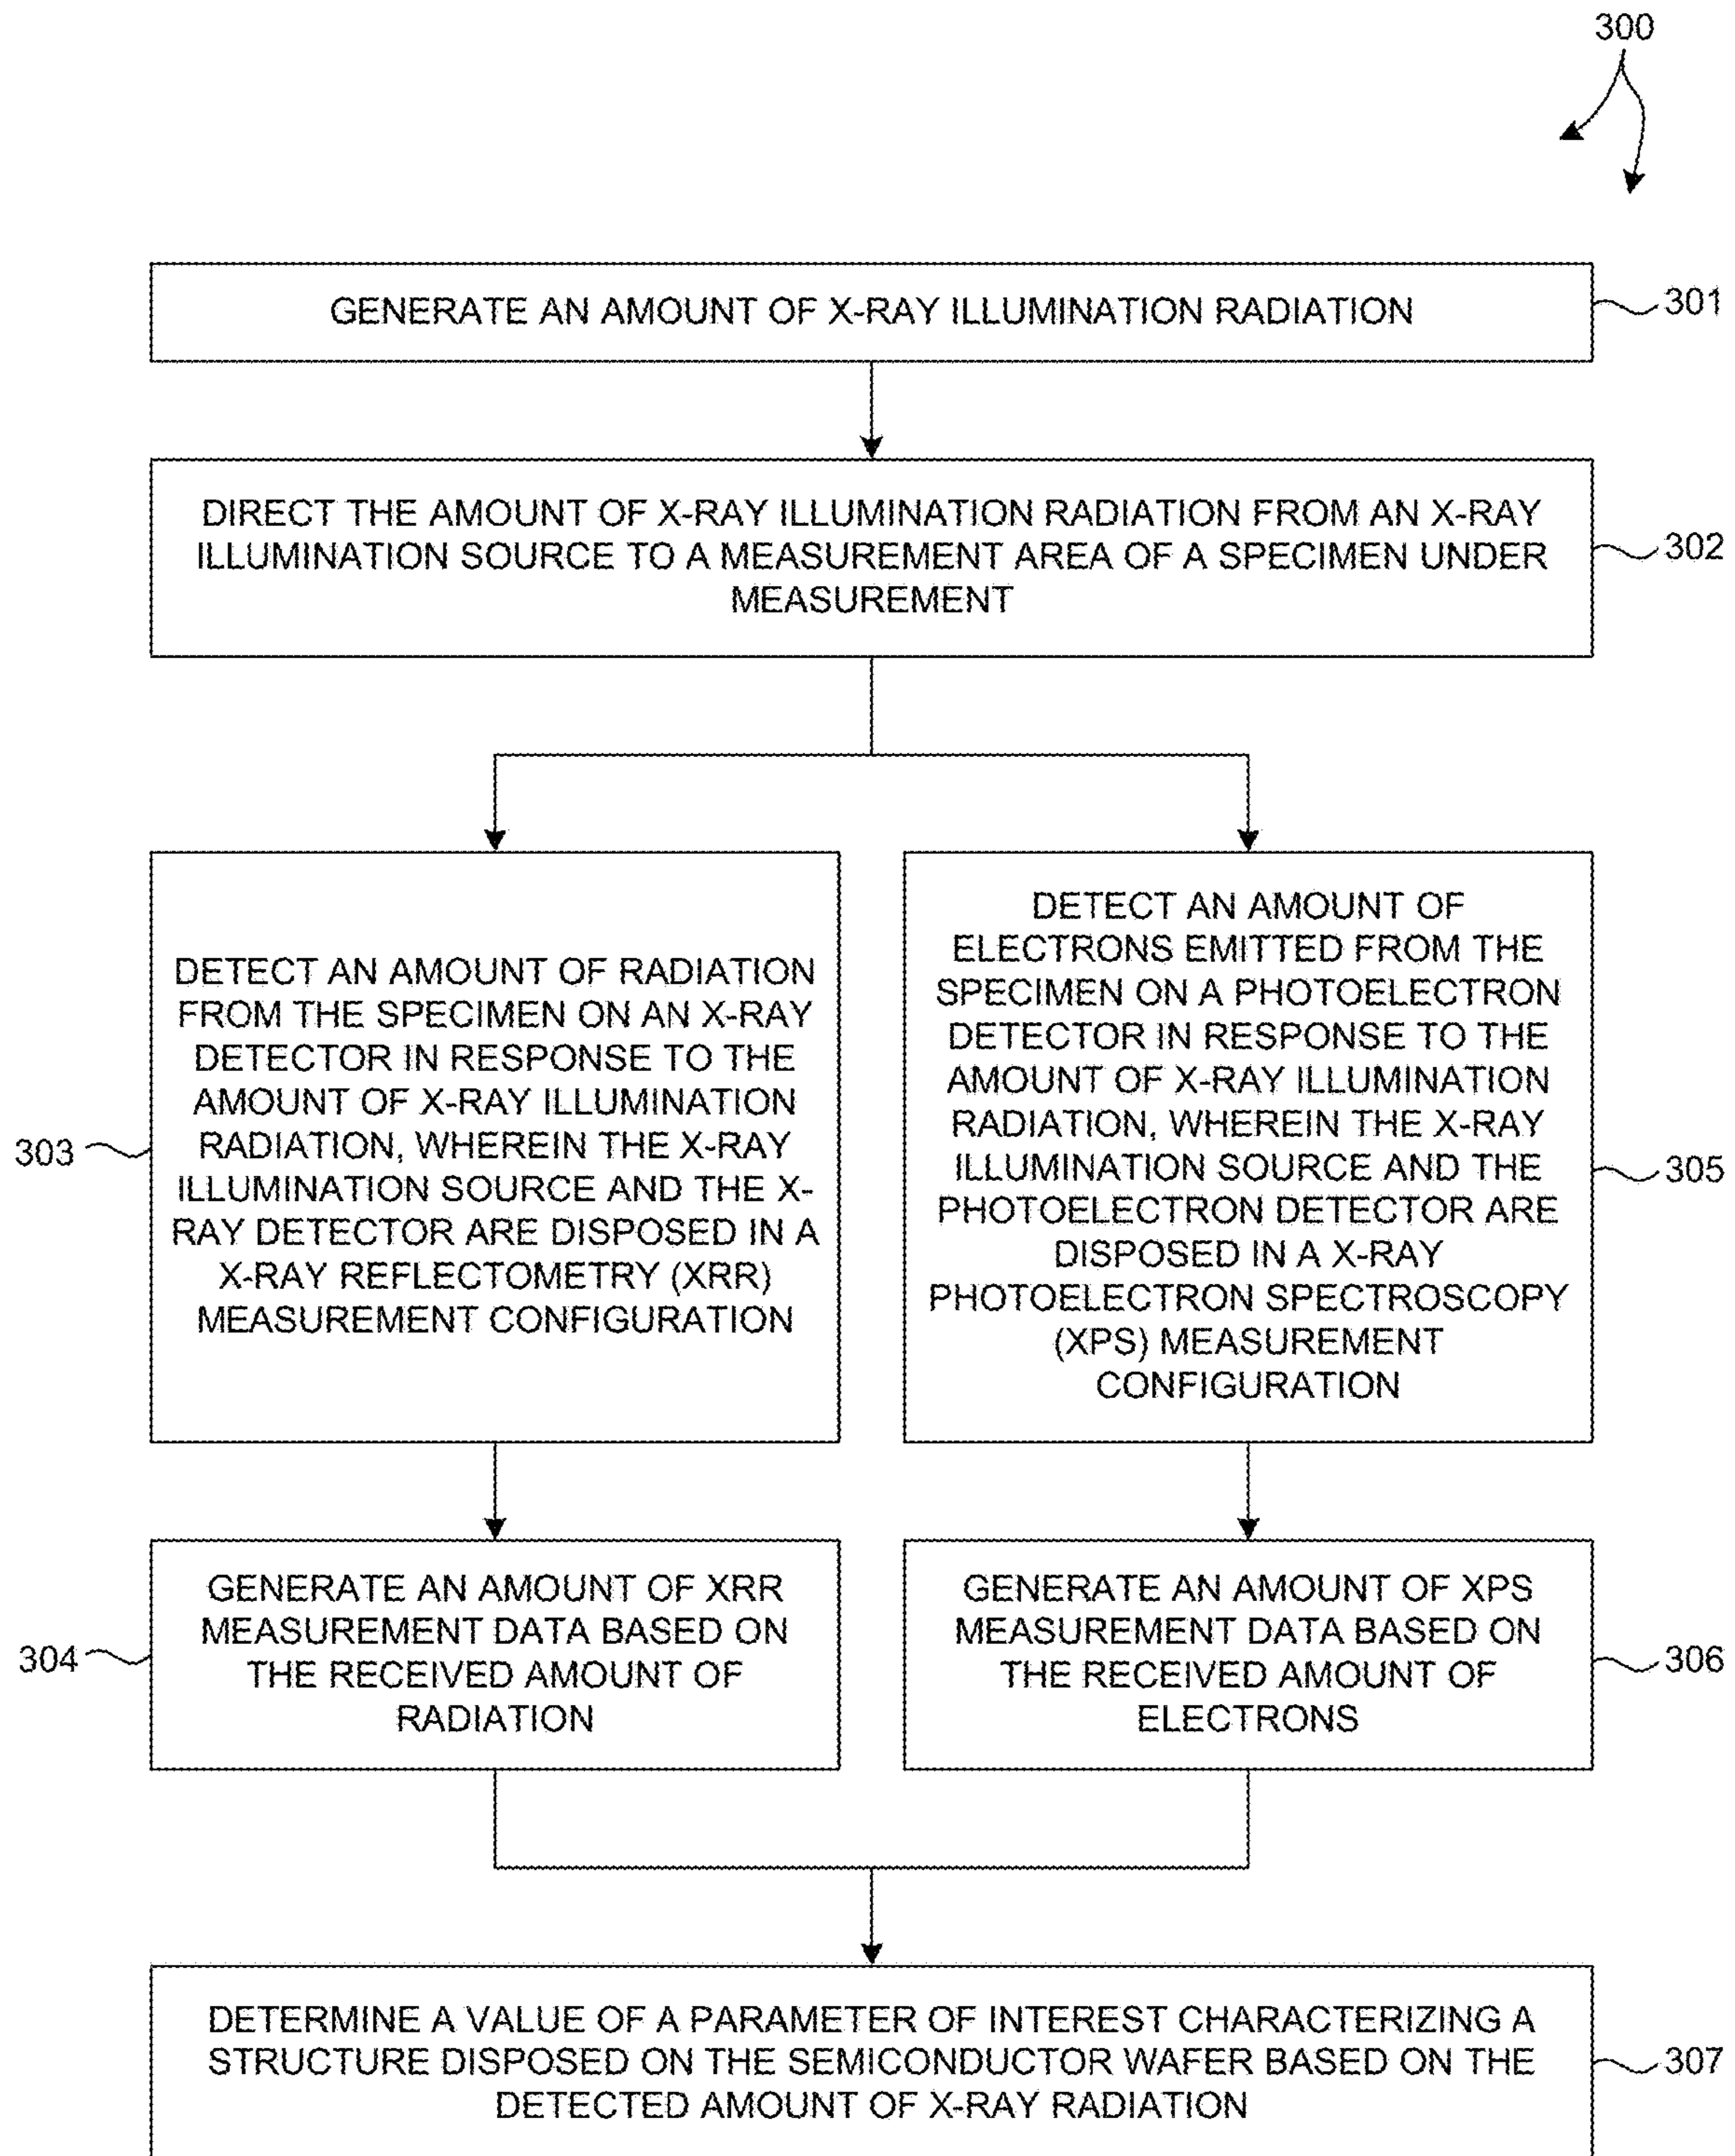 300
GENERATE AN AMOUNT OF X-RAY ILLUMINATION RADIATION
301
DIRECT THE AMOUNT OF X-RAY ILLUMINATION RADIATION FROM AN X-RAY
ILLUMINATION SOURCE TO A MEASUREMENT AREA OF A SPECIMEN UNDER
MEASUREMENT
302
303
DETECT AN AMOUNT OF RADIATION
FROM THE SPECIMEN ON AN X-RAY
DETECTOR IN RESPONSE TO THE
AMOUNT OF X-RAY ILLUMINATION
RADIATION, WHEREIN THE X-RAY
ILLUMINATION SOURCE AND THE X-
RAY DETECTOR ARE DISPOSED IN A
X-RAY REFLECTOMETRY (XRR)
MEASUREMENT CONFIGURATION
DETECT AN AMOUNT OF
ELECTRONS EMITTED FROM THE
SPECIMEN ON A PHOTOELECTRON
DETECTOR IN RESPONSE TO THE
AMOUNT OF X-RAY ILLUMINATION
RADIATION, WHEREIN THE X-RAY
ILLUMINATION SOURCE AND THE
PHOTOELECTRON DETECTOR ARE
DISPOSED IN A X-RAY
PHOTOELECTRON SPECTROSCOPY
(XPS) MEASUREMENT
CONFIGURATION
305
304
GENERATE AN AMOUNT OF XRR
MEASUREMENT DATA BASED ON
THE RECEIVED AMOUNT OF
RADIATION
GENERATE AN AMOUNT OF XPS
MEASUREMENT DATA BASED ON
THE RECEIVED AMOUNT OF
ELECTRONS
306
DETERMINE A VALUE OF A PARAMETER OF INTEREST CHARACTERIZING A
STRUCTURE DISPOSED ON THE SEMICONDUCTOR WAFER BASED ON THE
DETECTED AMOUNT OF X-RAY RADIATION
307